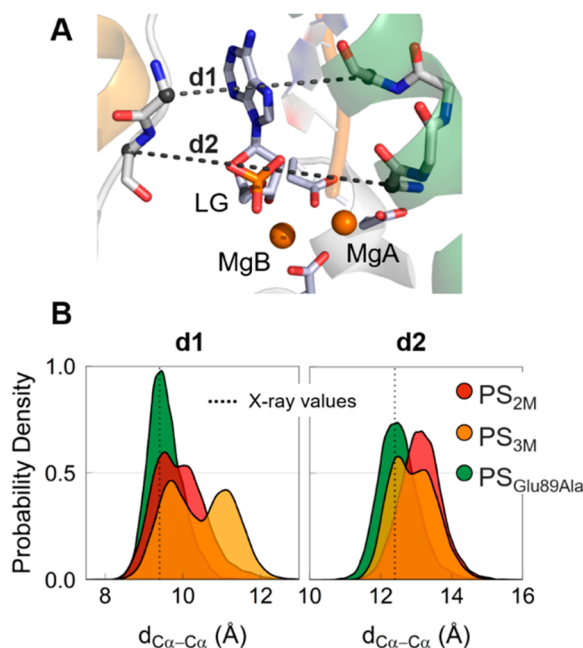 A
d1
d2
LG
MgB
MgA
B
d1
d2
1.0
X-ray values
PS2M
PS3M
PSGlu89Ala
Probability Density
0.5
0.0
8 10 12
10 12 14 16
dCα−Cα (Å)
dCα−Cα (Å)